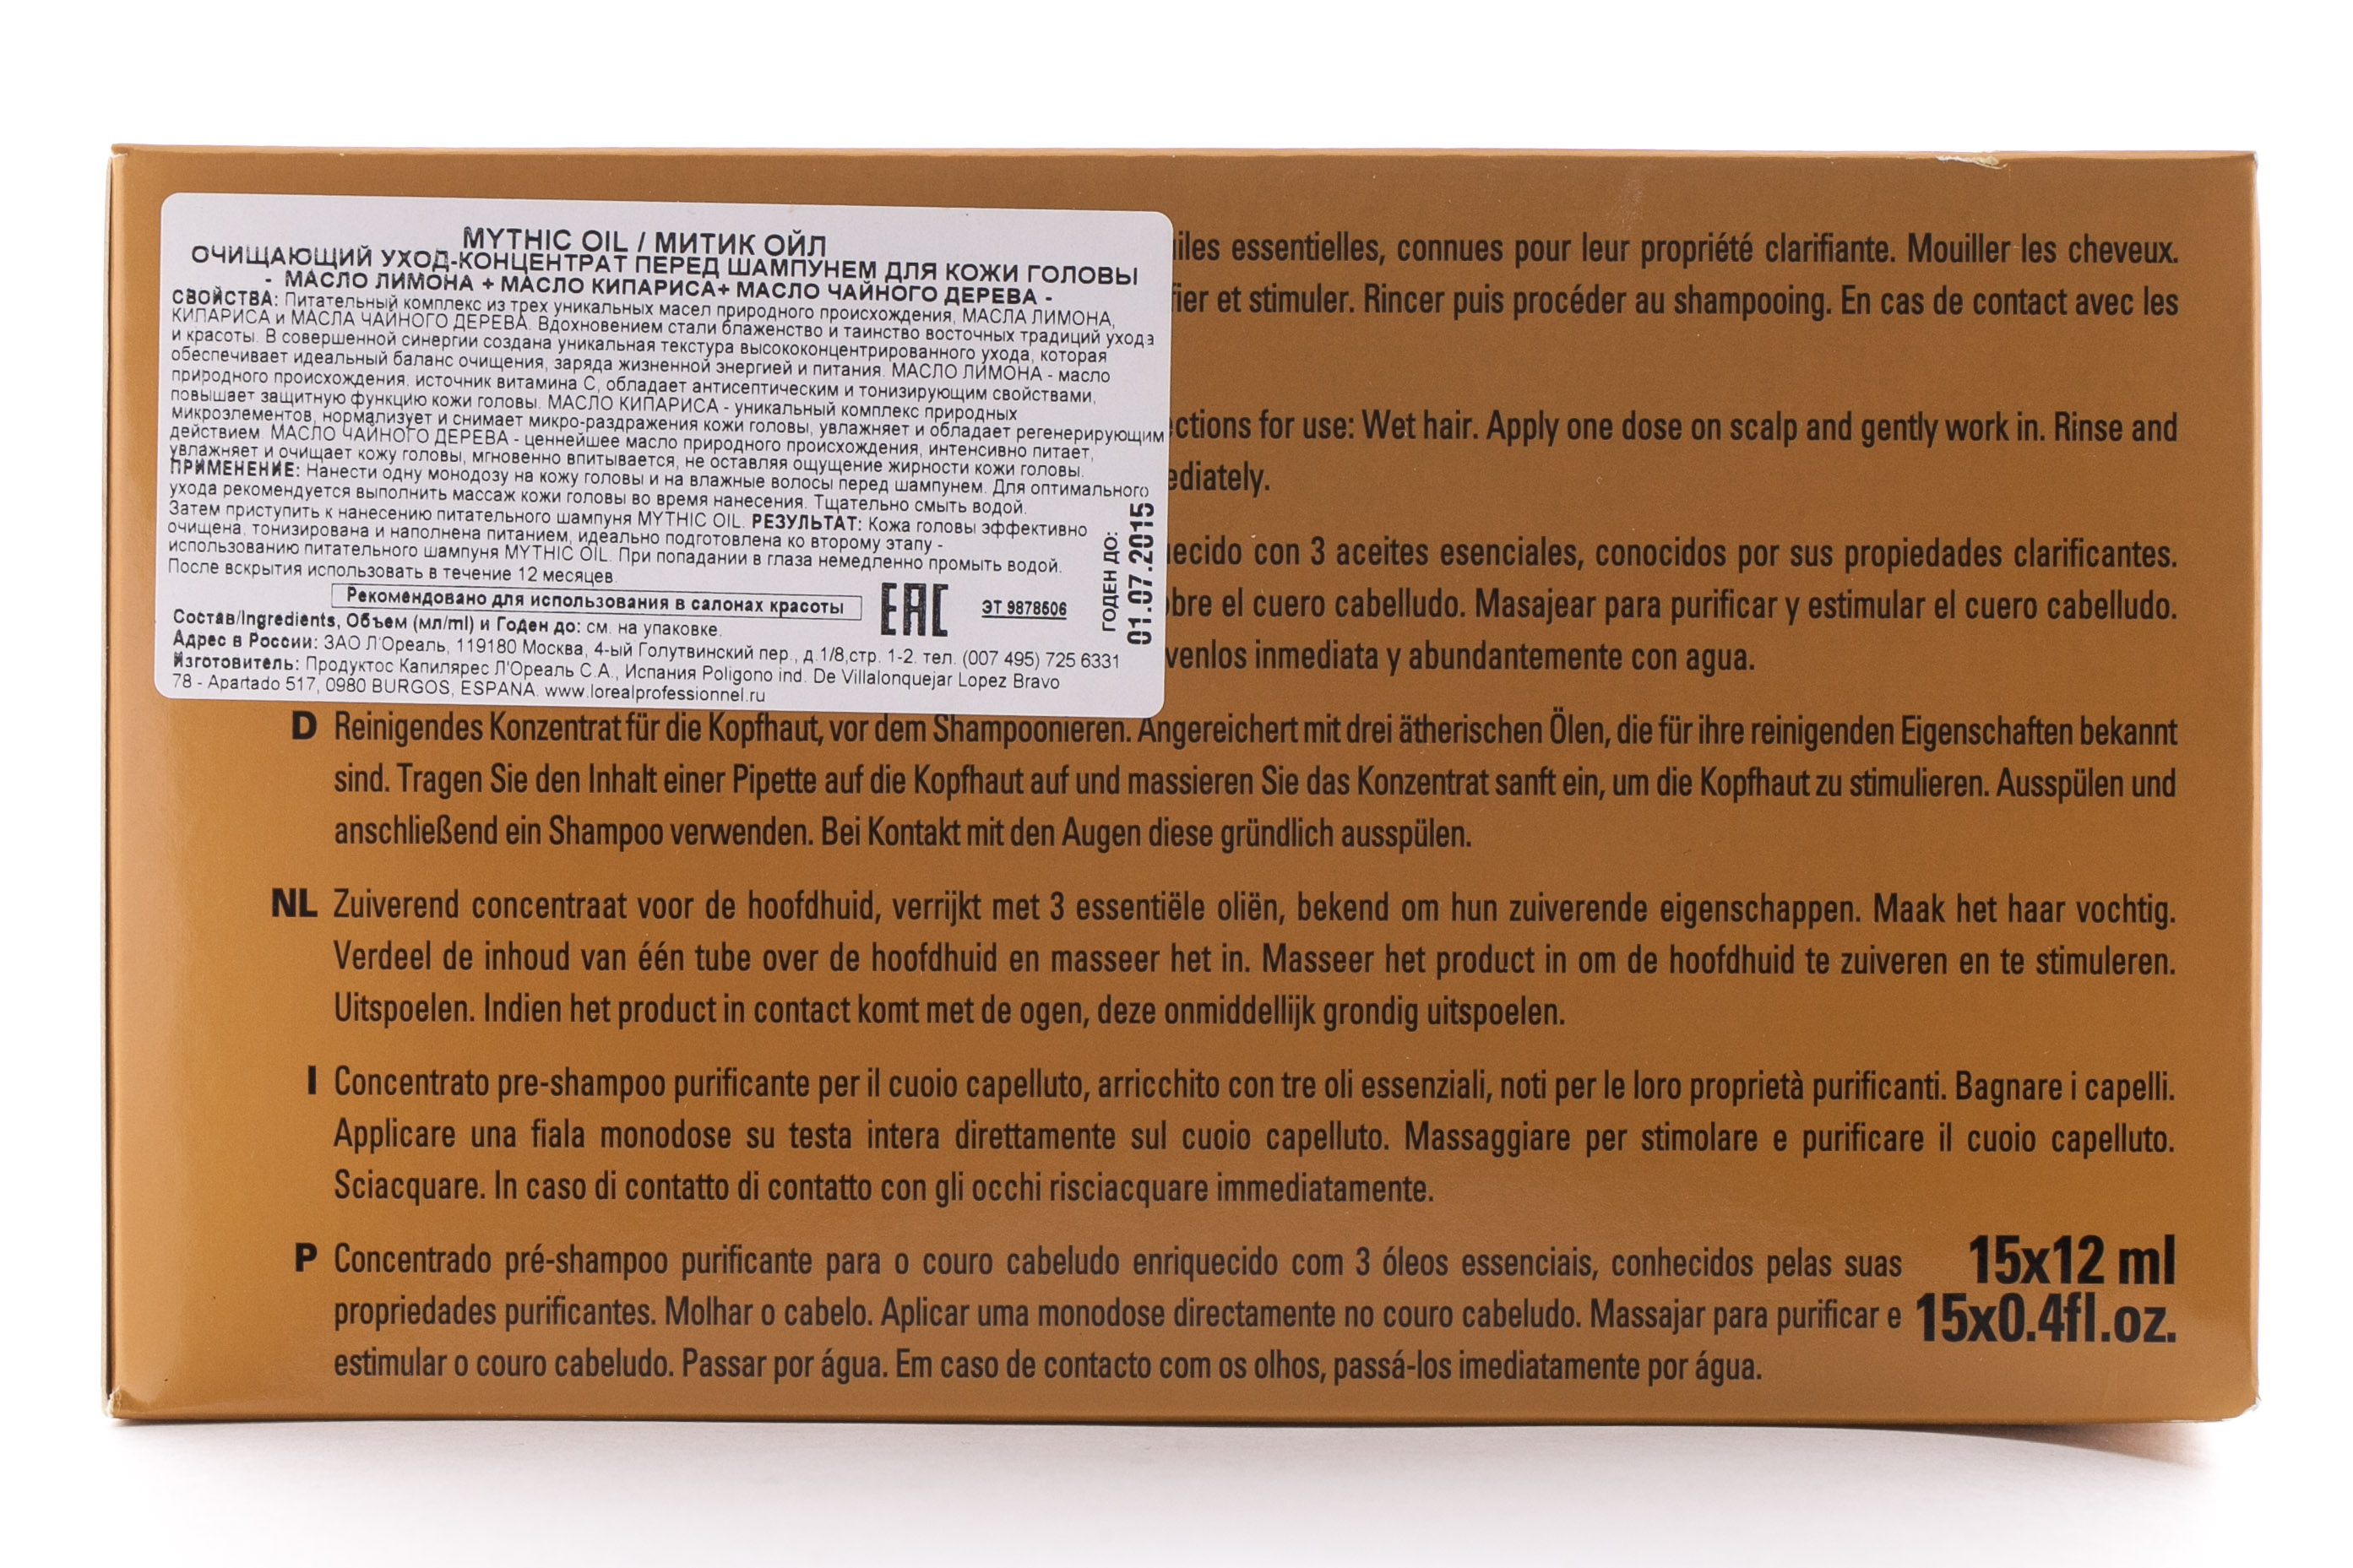 MYTHIC OIL / МИТИК ОЙЛ
ОЧИЩАЮЩИЙ УХОД-КОНЦЕНТРАТ ПЕРЕД ШАМПУНЕМ ДЛЯ КОЖИ ГОЛОВЫ
- МАСЛО ЛИМОНА + МАСЛО КИПАРИСА+ МАСЛО ЧАЙНОГО ДЕРЕВА -
СВОЙСТВА: Питательный комплекс из трех уникальных масел природного происхождения, МАСЛА ЛИМОНА,
КИПАРИСА и МАСЛА ЧАЙНОГО ДЕРЕВА. Вдохновением стали блаженство и таинство восточных традиций ухода
и красоты. В совершенной синергии создана уникальная текстура высококонцентрированного ухода, которая
обеспечивает идеальный баланс очищения, заряда жизненной энергией и питания. МАСЛО ЛИМОНА - масло
природного происхождения, источник витамина С, обладает антисептическим и тонизирующим свойствами,
повышает защитную функцию кожи головы. МАСЛО КИПАРИСА - уникальный комплекс природных
микроэлементов, нормализует и снимает микро-раздражения кожи головы, увлажняет и обладает регенерирующим
действием. МАСЛО ЧАЙНОГО ДЕРЕВА - ценнейшее масло природного происхождения, интенсивно питает,
увлажняет и очищает кожу головы, мгновенно впитывается, не оставляя ощущение жирности кожи головы.
ПРИМЕНЕНИЕ: Нанести одну монодозу на кожу головы и на влажные волосы перед шампунем. Для оптимального
ухода рекомендуется выполнить массаж кожи головы во время нанесения. Тщательно смыть водой.
Затем приступить к нанесению питательного шампуня MYTHIC OIL. РЕЗУЛЬТАТ: Кожа головы эффективно
очищена, тонизирована и наполнена питанием, идеально подготовлена ко второму этапу -
использованию питательного шампуня MYTHIC OIL. При попадании в глаза немедленно промыть водой.
После вскрытия использовать в течение 12 месяцев.
Рекомендовано для использования в салонах красоты
EAC
ЭТ 9878506
ГОДЕН ДО:
01.07.2015
Состав/Ingredients, Объем (мл/ml) и Годен до: см. на упаковке.
Адрес в России: ЗАО Л'Ореаль, 119180 Москва, 4-ый Голутвинский пер., д.1/8,стр. 1-2. тел. (007 495) 725 6331
Изготовитель: Продуктос Капилярес Л'Ореаль С.А., Испания Poligono ind. De Villalonquejar Lopez Bravo
78 - Apartado 517, 0980 BURGOS, ESPANA. www.lorealprofessionnel.ru
iles essentielles, connues pour leur propriété clarifiante. Mouiller les cheveux.
fier et stimuler. Rincer puis procéder au shampooing. En cas de contact avec les
ctions for use: Wet hair. Apply one dose on scalp and gently work in. Rinse and
ediately.
ecido con 3 aceites esenciales, conocidos por sus propiedades clarificantes.
bre el cuero cabelludo. Masajear para purificar y estimular el cuero cabelludo.
venlos inmediata y abundantemente con agua.
D Reinigendes Konzentrat für die Kopfhaut, vor dem Shampoonieren. Angereichert mit drei ätherischen Ölen, die für ihre reinigenden Eigenschaften bekannt
sind. Tragen Sie den Inhalt einer Pipette auf die Kopfhaut auf und massieren Sie das Konzentrat sanft ein, um die Kopfhaut zu stimulieren. Ausspülen und
anschließend ein Shampoo verwenden. Bei Kontakt mit den Augen diese gründlich ausspülen.
NL Zuiverend concentraat voor de hoofdhuid, verrijkt met 3 essentiële oliën, bekend om hun zuiverende eigenschappen. Maak het haar vochtig.
Verdeel de inhoud van één tube over de hoofdhuid en masseer het in. Masseer het product in om de hoofdhuid te zuiveren en te stimuleren.
Uitspoelen. Indien het product in contact komt met de ogen, deze onmiddellijk grondig uitspoelen.
I Concentrato pre-shampoo purificante per il cuoio capelluto, arricchito con tre oli essenziali, noti per le loro proprietà purificanti. Bagnare i capelli.
Applicare una fiala monodose su testa intera direttamente sul cuoio capelluto. Massaggiare per stimolare e purificare il cuoio capelluto.
Sciacquare. In caso di contatto di contatto con gli occhi risciacquare immediatamente.
P Concentrado pré-shampoo purificante para o couro cabeludo enriquecido com 3 óleos essenciais, conhecidos pelas suas
propriedades purificantes. Molhar o cabelo. Aplicar uma monodose directamente no couro cabeludo. Massajar para purificar e
estimular o couro cabeludo. Passar por água. Em caso de contacto com os olhos, passá-los imediatamente por água.
15x12 ml
15x0.4fl.oz.